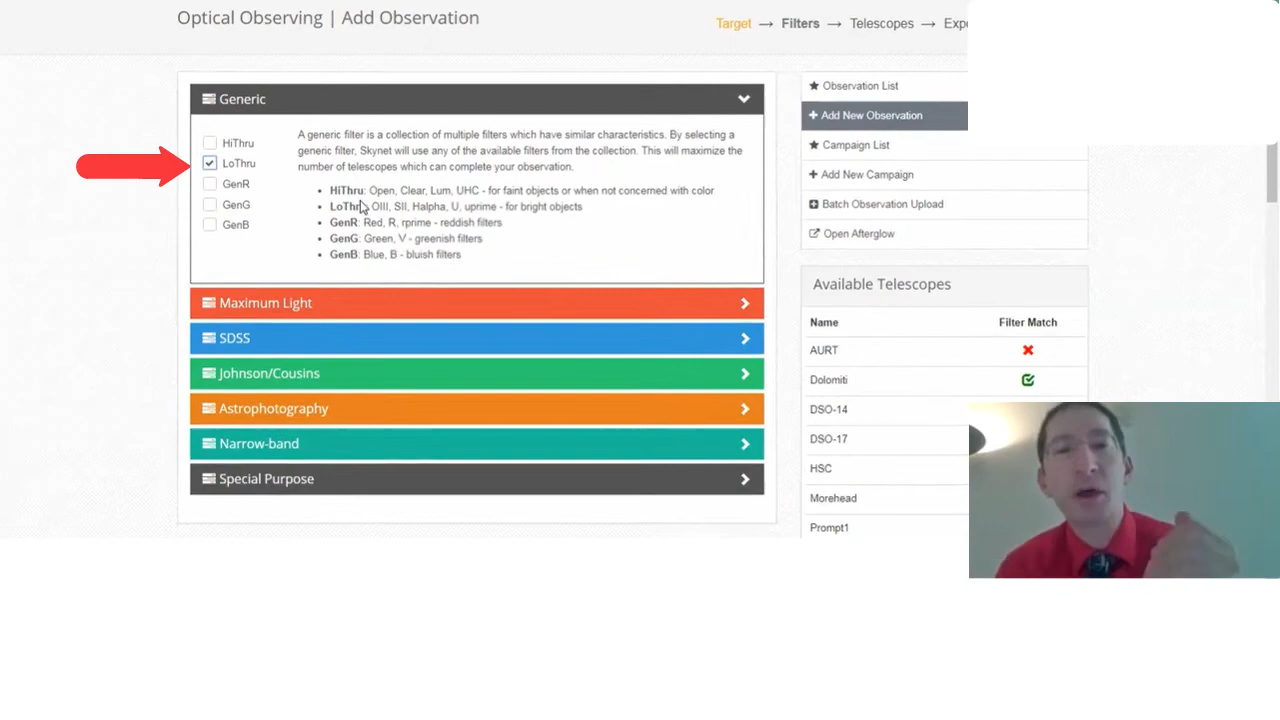 Optical Observing | Add Observation
Target → Filters → Telescopes → Expo
Generic
HiThru
LoThru
GenR
GenG
GenB
A generic filter is a collection of multiple filters which have similar characteristics. By selecting a
generic filter, Skynet will use any of the available filters from the collection. This will maximize the
number of telescopes which can complete your observation.
• HiThru: Open, Clear, Lum, UHC - for faint objects or when not concerned with color
• LoThru: OIII, SII, Halpha, U, uprime - for bright objects
• GenR: Red, R, rprime - reddish filters
• GenG: Green, V - greenish filters
• GenB: Blue, B - bluish filters
Maximum Light
SDSS
Johnson/Cousins
Astrophotography
Narrow-band
Special Purpose
Observation List
Add New Observation
Campaign List
Add New Campaign
Batch Observation Upload
Open Afterglow
Available Telescopes
Name Filter Match
AURT
Dolomiti
DSO-14
DSO-17
HSC
Morehead
Prompt1